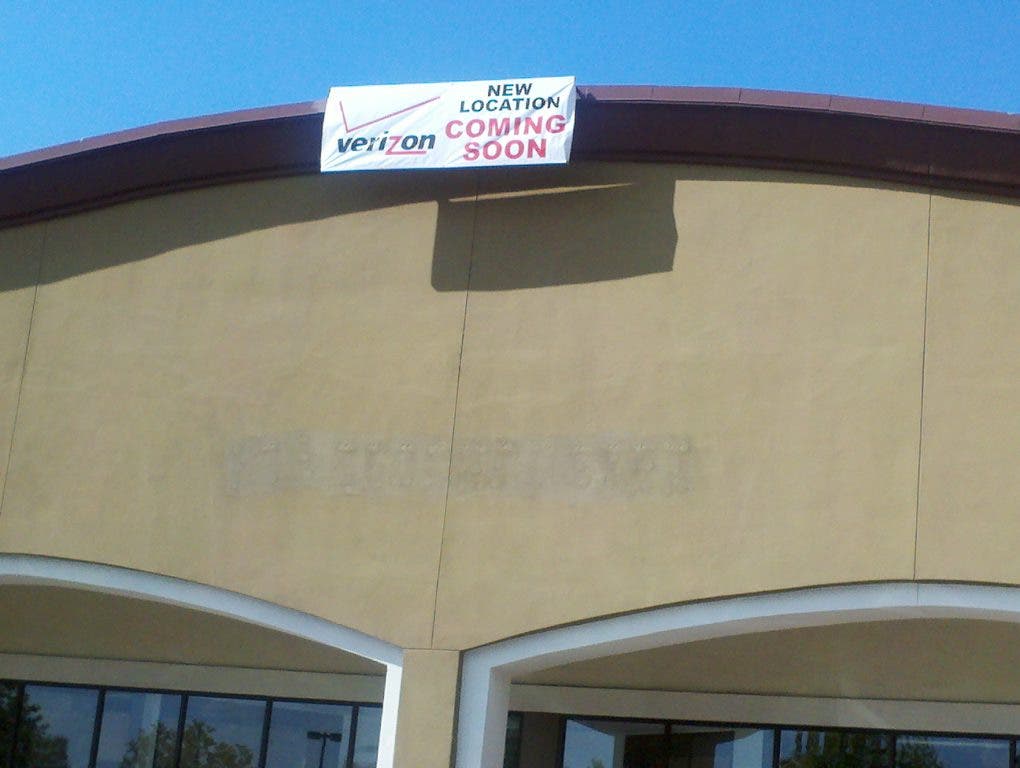 verizon
NEW
LOCATION
COMING
SOON